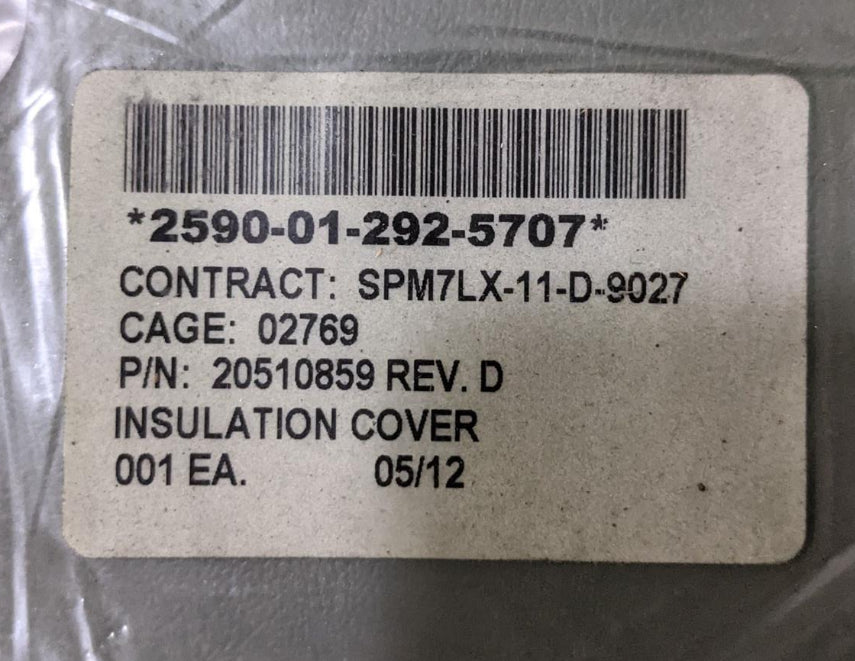 *2590-01-292-5707*
CONTRACT: SPM7LX-11-D-9027
CAGE: 02769
P/N: 20510859 REV. D
INSULATION COVER
001 EA. 05/12